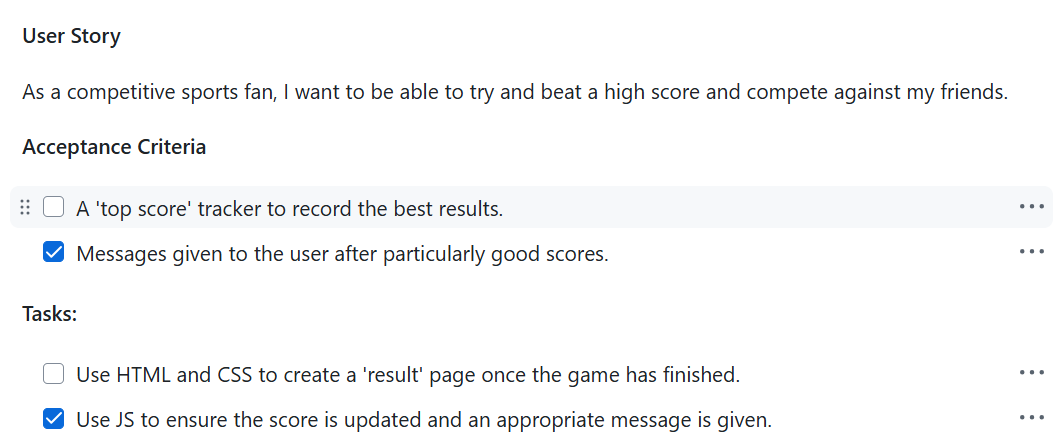 User Story
As a competitive sports fan, I want to be able to try and beat a high score and compete against my friends.
Acceptance Criteria
A 'top score' tracker to record the best results.
Messages given to the user after particularly good scores.
Tasks:
Use HTML and CSS to create a 'result' page once the game has finished.
Use JS to ensure the score is updated and an appropriate message is given.